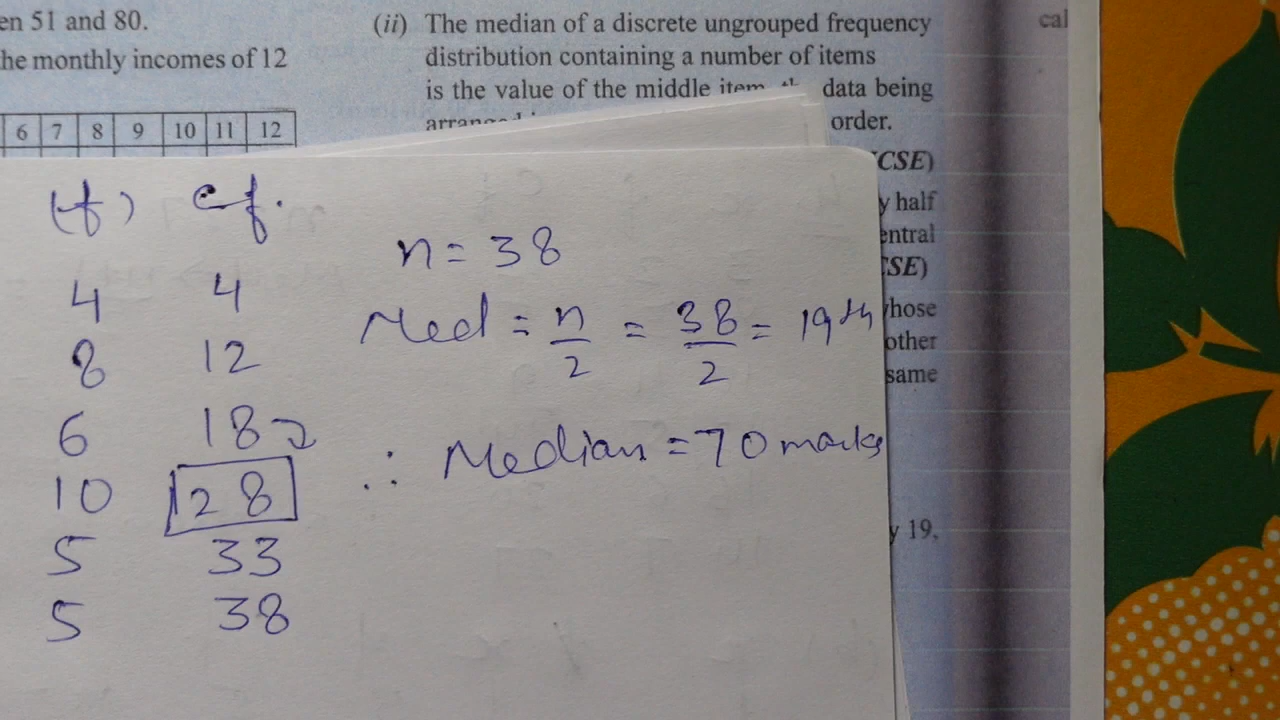 en 51 and 80.
he monthly incomes of 12
6 7 8 9 10 11 12
(ii) The median of a discrete ungrouped frequency
distribution containing a number of items
is the value of the middle item data being
order.
CSE)
y half
entral
SE)
hose
other
same
y 19,
cal
(f) cf.
4 4
8 12
6 18
10 28
5 33
5 38
n = 38
Med = n/2 = 38/2 = 19th
∴ Median = 70 marks